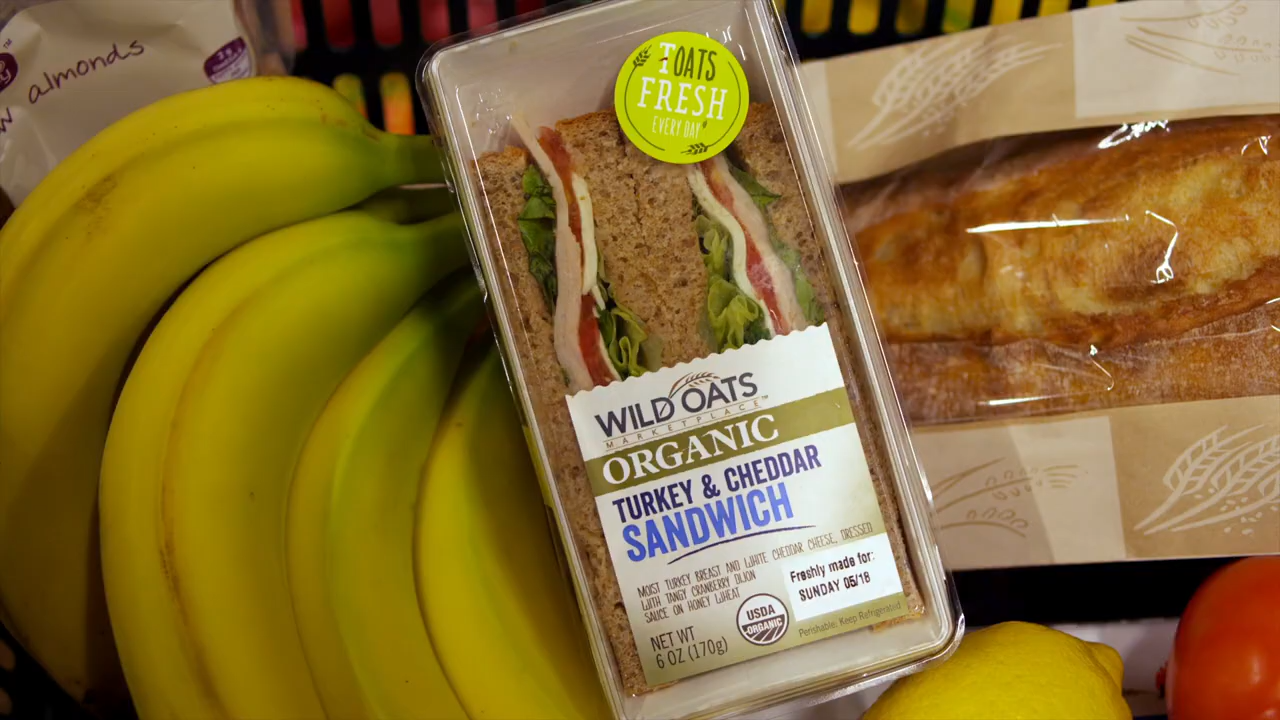 almonds
TOATS
FRESH
EVERY DAY
WILD OATS
MARKETPLACE™
ORGANIC
TURKEY & CHEDDAR
SANDWICH
MOIST TURKEY BREAST AND WHITE CHEDDAR CHEESE, DRESSED
WITH TANGY CRANBERRY DIJON
SAUCE ON HONEY WHEAT
Freshly made for:
SUNDAY 05/18
USDA
ORGANIC
NET WT
6 OZ (170g)
Perishable. Keep Refrigerated